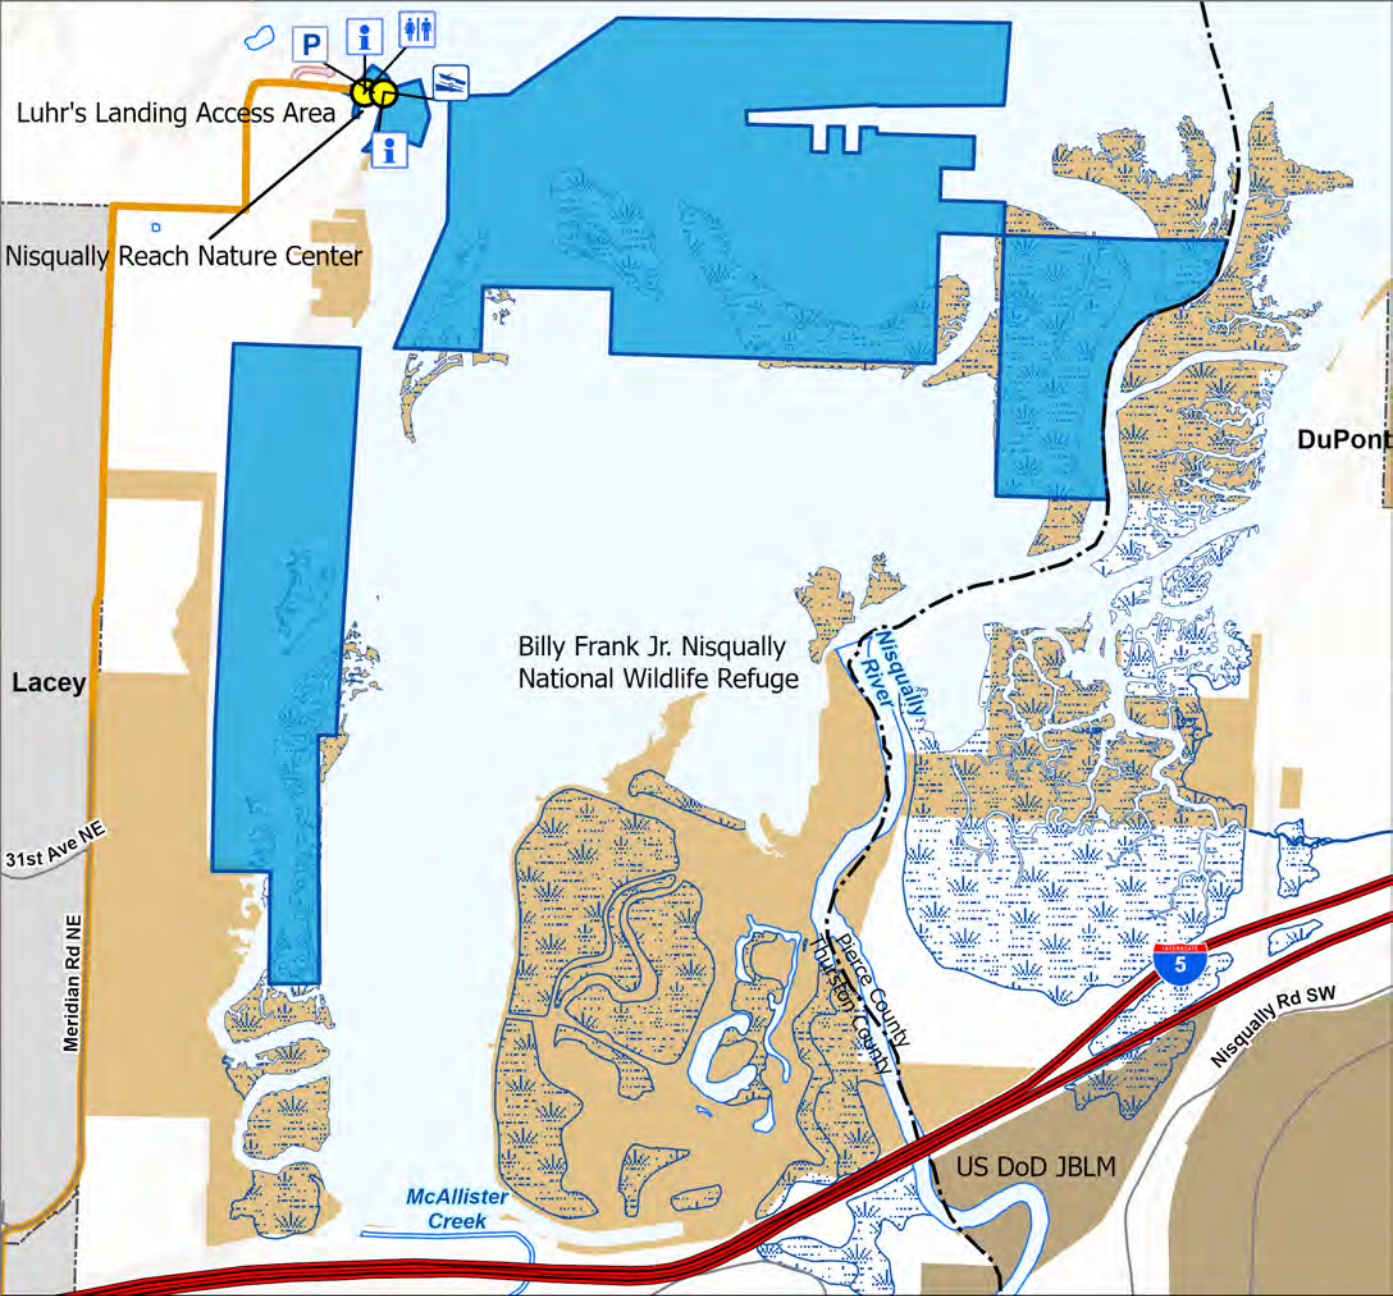 P
i
Luhr's Landing Access Area
i
Nisqually Reach Nature Center
DuPont
Billy Frank Jr. Nisqually
National Wildlife Refuge
Nisqually
River
Lacey
31st Ave NE
Meridian Rd NE
Pierce County
Thurston County
INTERSTATE
5
Nisqually Rd SW
US DoD JBLM
McAllister
Creek